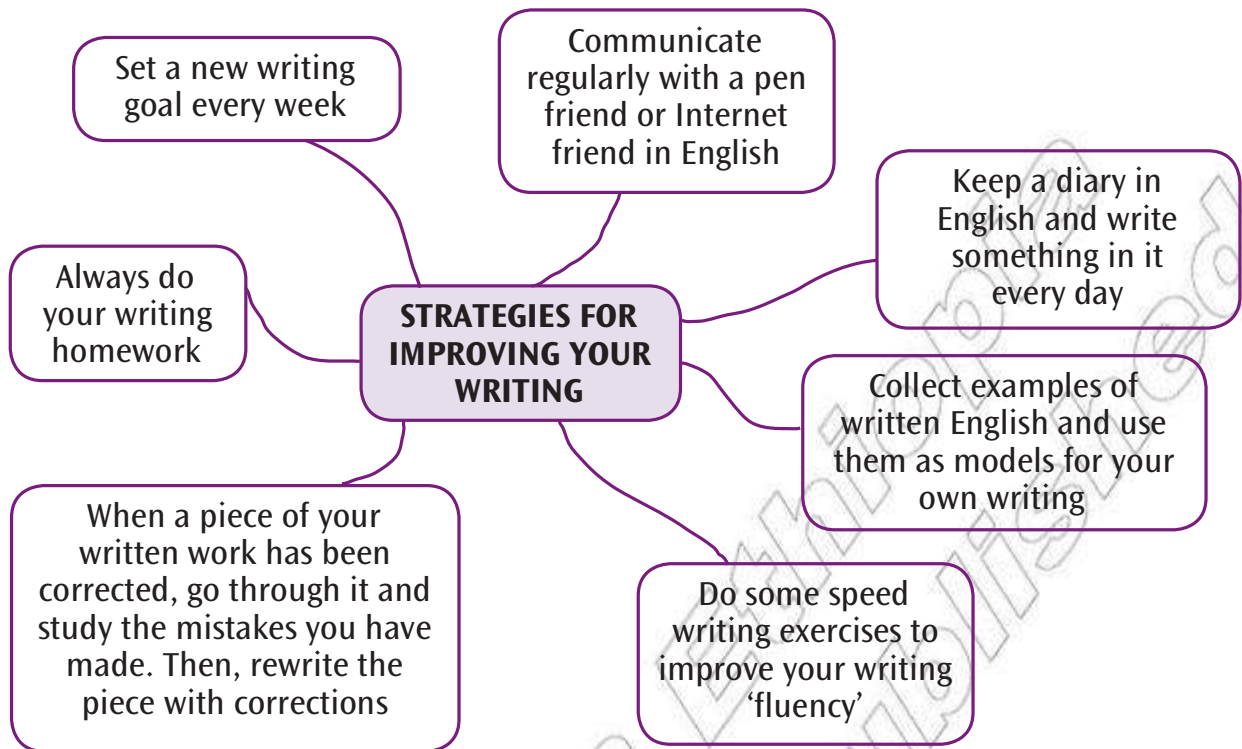 Set a new writing
goal every week
Communicate
regularly with a pen
friend or Internet
friend in English
Keep a diary in
English and write
something in it
every day
Always do
your writing
homework
STRATEGIES FOR
IMPROVING YOUR
WRITING
Collect examples of
written English and use
them as models for your
own writing
When a piece of your
written work has been
corrected, go through it and
study the mistakes you have
made. Then, rewrite the
piece with corrections
Do some speed
writing exercises to
improve your writing
‘fluency’
Ethiopia